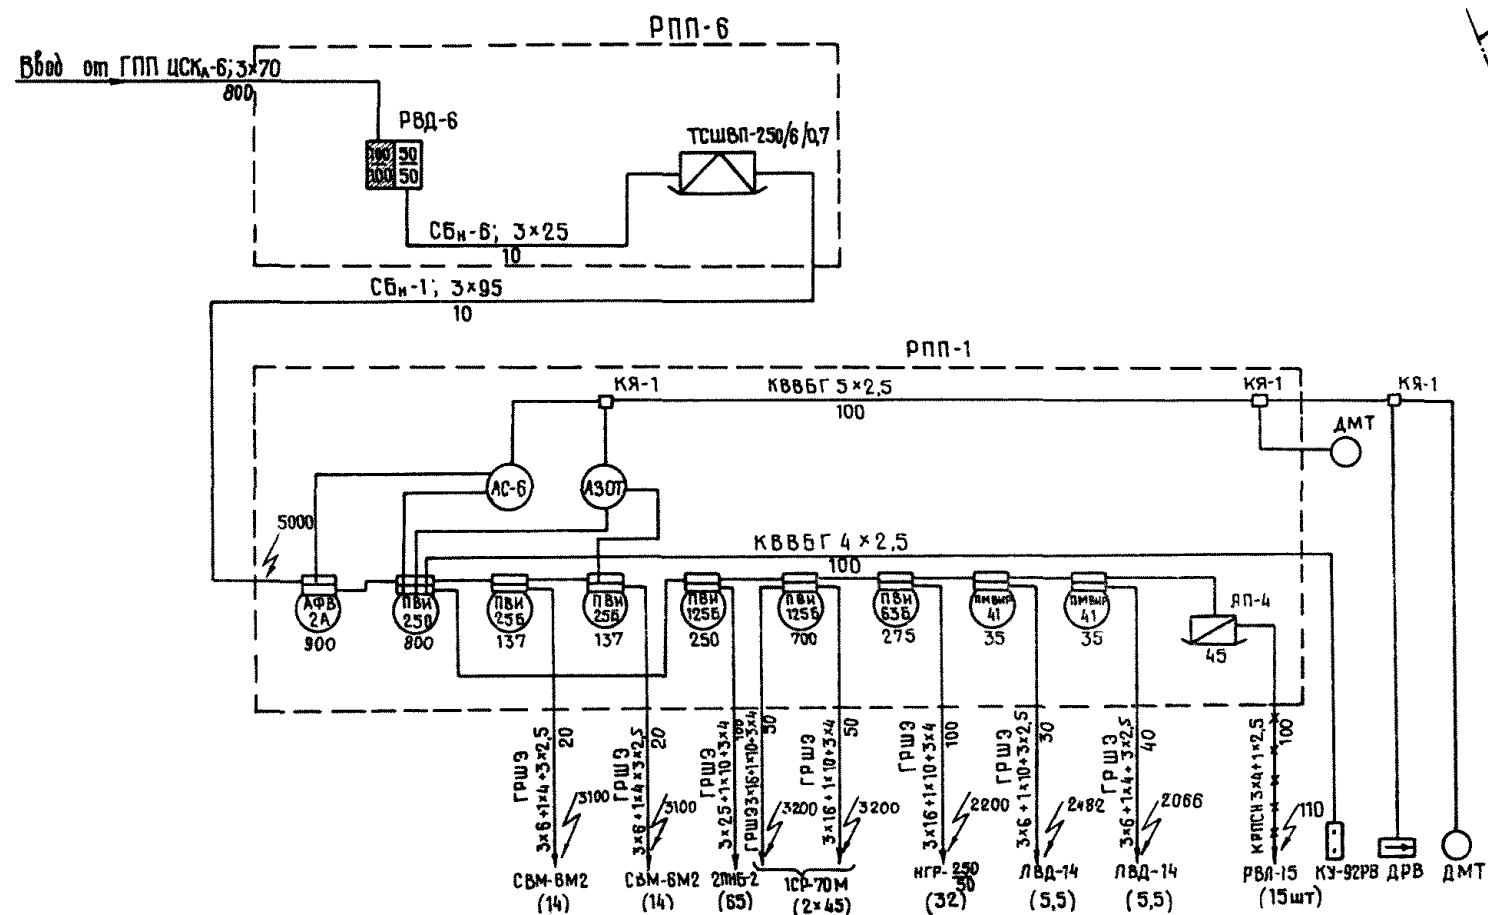 РПП-6
Ввод от ГПП ЦСКл-6; 3×70
800
РВД-6
100 50
100 50
ТСШВП-250/6/0,7
СБн-6; 3×25
10
СБн-1; 3×95
10
РПП-1
КЯ-1
КВВБГ 5×2,5
100
КЯ-1
КЯ-1
ДМТ
АС-6
АЗОТ
5000
КВВБГ 4×2,5
100
АФВ
2А
900
ПВИ
250
800
ПВИ
25Б
137
ПВИ
25Б
137
ПВИ
125Б
250
ПВИ
125Б
700
ПВИ
63Б
275
ПМВИР
41
35
ПМВИР
41
35
ЯП-4
45
ГРШЭ
3×6+1×4+3×2,5
20
3100
ГРШЭ
3×6+1×4×3×2,5
20
3100
ГРШЭ
3×25+1×10+3×4
ГРШЭ3×16+1×10+3×4
50
3200
ГРШЭ
3×16+1×10+3×4
50
3200
ГРШЭ
3×16+1×10+3×4
100
2200
ГРШЭ
3×6+1×10+3×2,5
30
2482
ГРШЭ
3×6+1×4+3×2,5
40
2066
КРПСН 3×4+1×2,5
100
110
СВМ-6М2
(14)
СВМ-6М2
(14)
2ПНБ-2
(65)
1СР-70М
(2×45)
НГР-250/50
(32)
ЛВД-14
(5,5)
ЛВД-14
(5,5)
РВЛ-15
(15шт)
КУ-92РВ
ДРВ
ДМТ